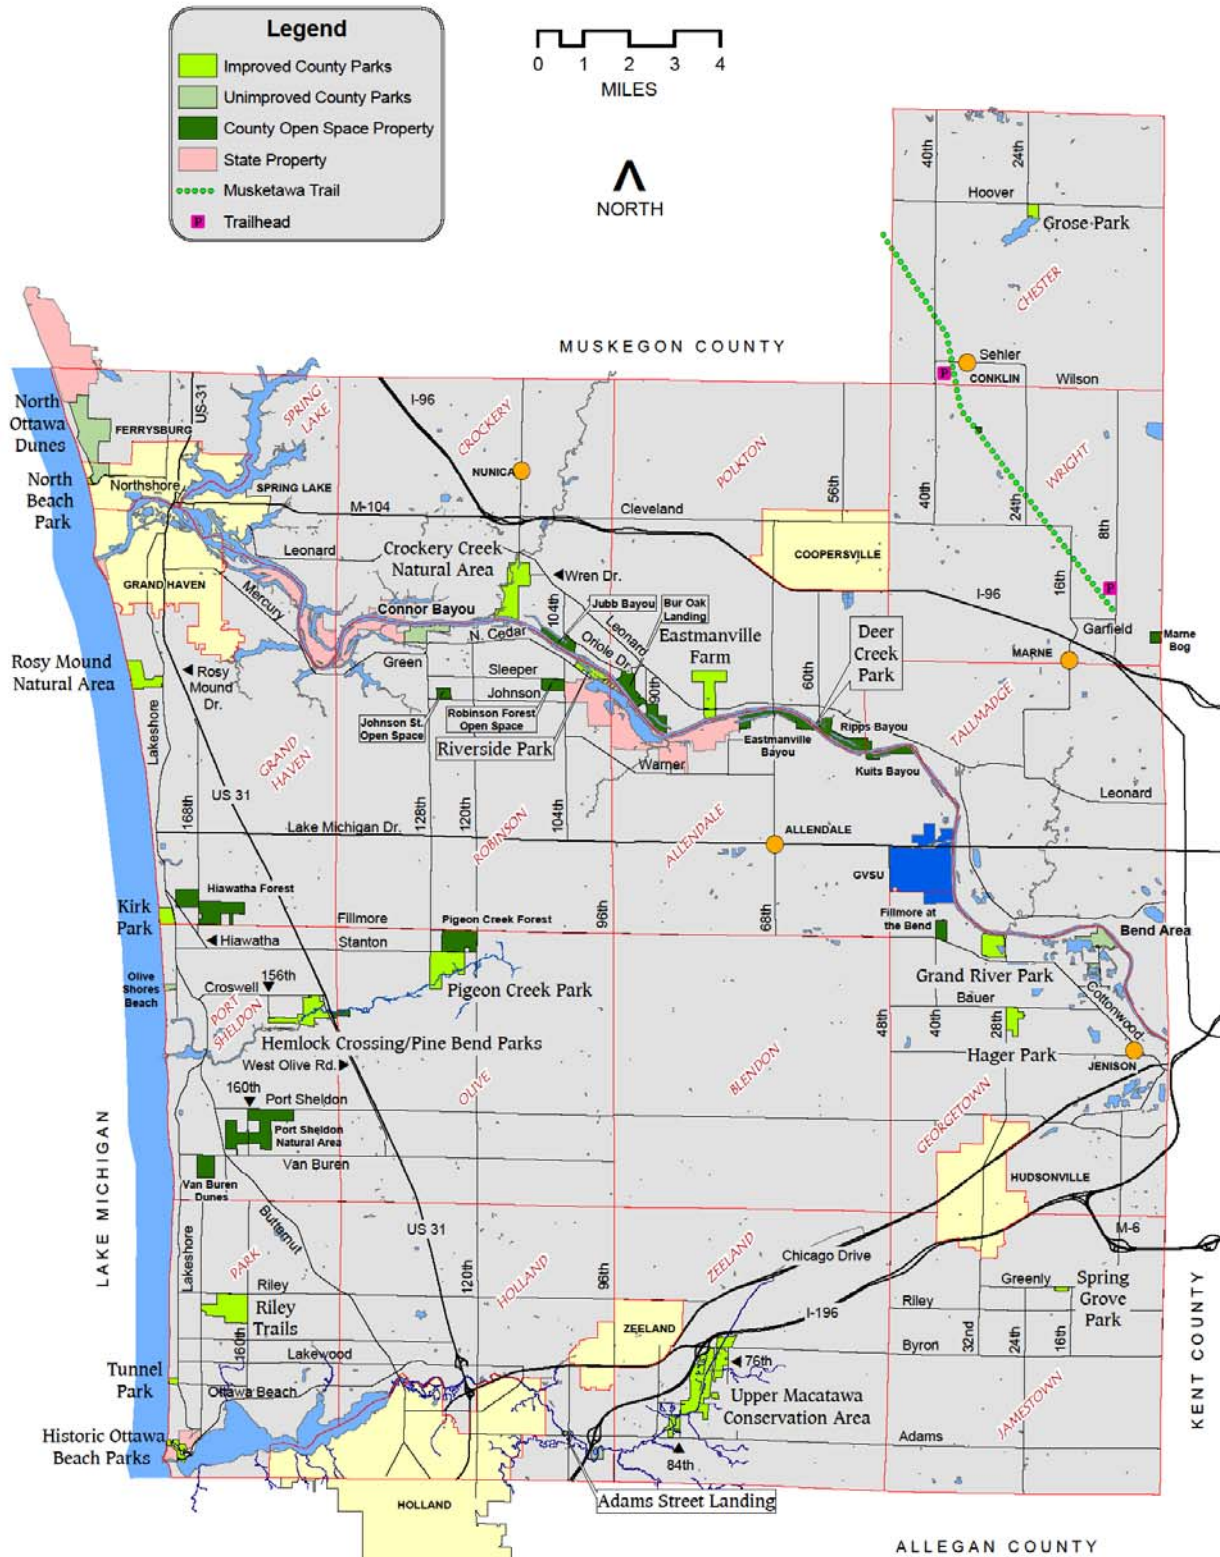 Legend
Improved County Parks
Unimproved County Parks
County Open Space Property
State Property
Musketawa Trail
P Trailhead
0 1 2 3 4
MILES
NORTH
40th
24th
Hoover
Grose Park
CHESTER
MUSKEGON COUNTY
Sehler
P
CONKLIN
Wilson
North
Ottawa
Dunes
FERRYSBURG
US-31
SPRING
LAKE
I-96
CROCKERY
NUNICA
POLKTON
WRIGHT
56th
40th
24th
8th
North
Beach
Park
Northshore
SPRING LAKE
M-104
Cleveland
Leonard
COOPERSVILLE
GRAND HAVEN
Mercury
Crockery Creek
Natural Area
Wren Dr.
104th
Jubb Bayou
Bur Oak
Landing
Leonard
Oriole Dr.
Eastmanville
Farm
Deer
Creek
Park
16th
I-96
P
Garfield
Marne
Bog
MARNE
Connor Bayou
N. Cedar
Green
Sleeper
Johnson
90th
60th
Rosy Mound
Natural Area
Rosy
Mound
Dr.
Lakeshore
Johnson St.
Open Space
Robinson Forest
Open Space
Riverside Park
Warner
Eastmanville
Bayou
Ripps Bayou
Kuits Bayou
TALLMADGE
GRAND
HAVEN
US 31
168th
128th
120th
104th
Leonard
Lake Michigan Dr.
ROBINSON
ALLENDALE
ALLENDALE
GVSU
Hiawatha Forest
Kirk
Park
Fillmore
Pigeon Creek Forest
96th
68th
Fillmore at
the Bend
Bend Area
Hiawatha
Stanton
Grand River Park
Olive
Shores
Beach
Croswell
156th
Pigeon Creek Park
Bauer
Cottonwood
PORT
SHELDON
Hemlock Crossing/Pine Bend Parks
48th
40th
28th
Hager Park
JENISON
West Olive Rd.
OLIVE
BLENDON
GEORGETOWN
160th
Port Sheldon
Port Sheldon
Natural Area
Van Buren
Van Buren
Dunes
HUDSONVILLE
LAKE MICHIGAN
Butternut
Lakeshore
US 31
M-6
Chicago Drive
PARK
120th
HOLLAND
96th
ZEELAND
Riley
Riley
Trails
Greenly
Spring
Grove
Park
Riley
I-196
ZEELAND
32nd
24th
16th
Byron
160th
Lakewood
Tunnel
Park
Ottawa Beach
76th
Upper Macatawa
Conservation Area
JAMESTOWN
KENT COUNTY
Historic Ottawa
Beach Parks
Adams
84th
Adams Street Landing
HOLLAND
ALLEGAN COUNTY